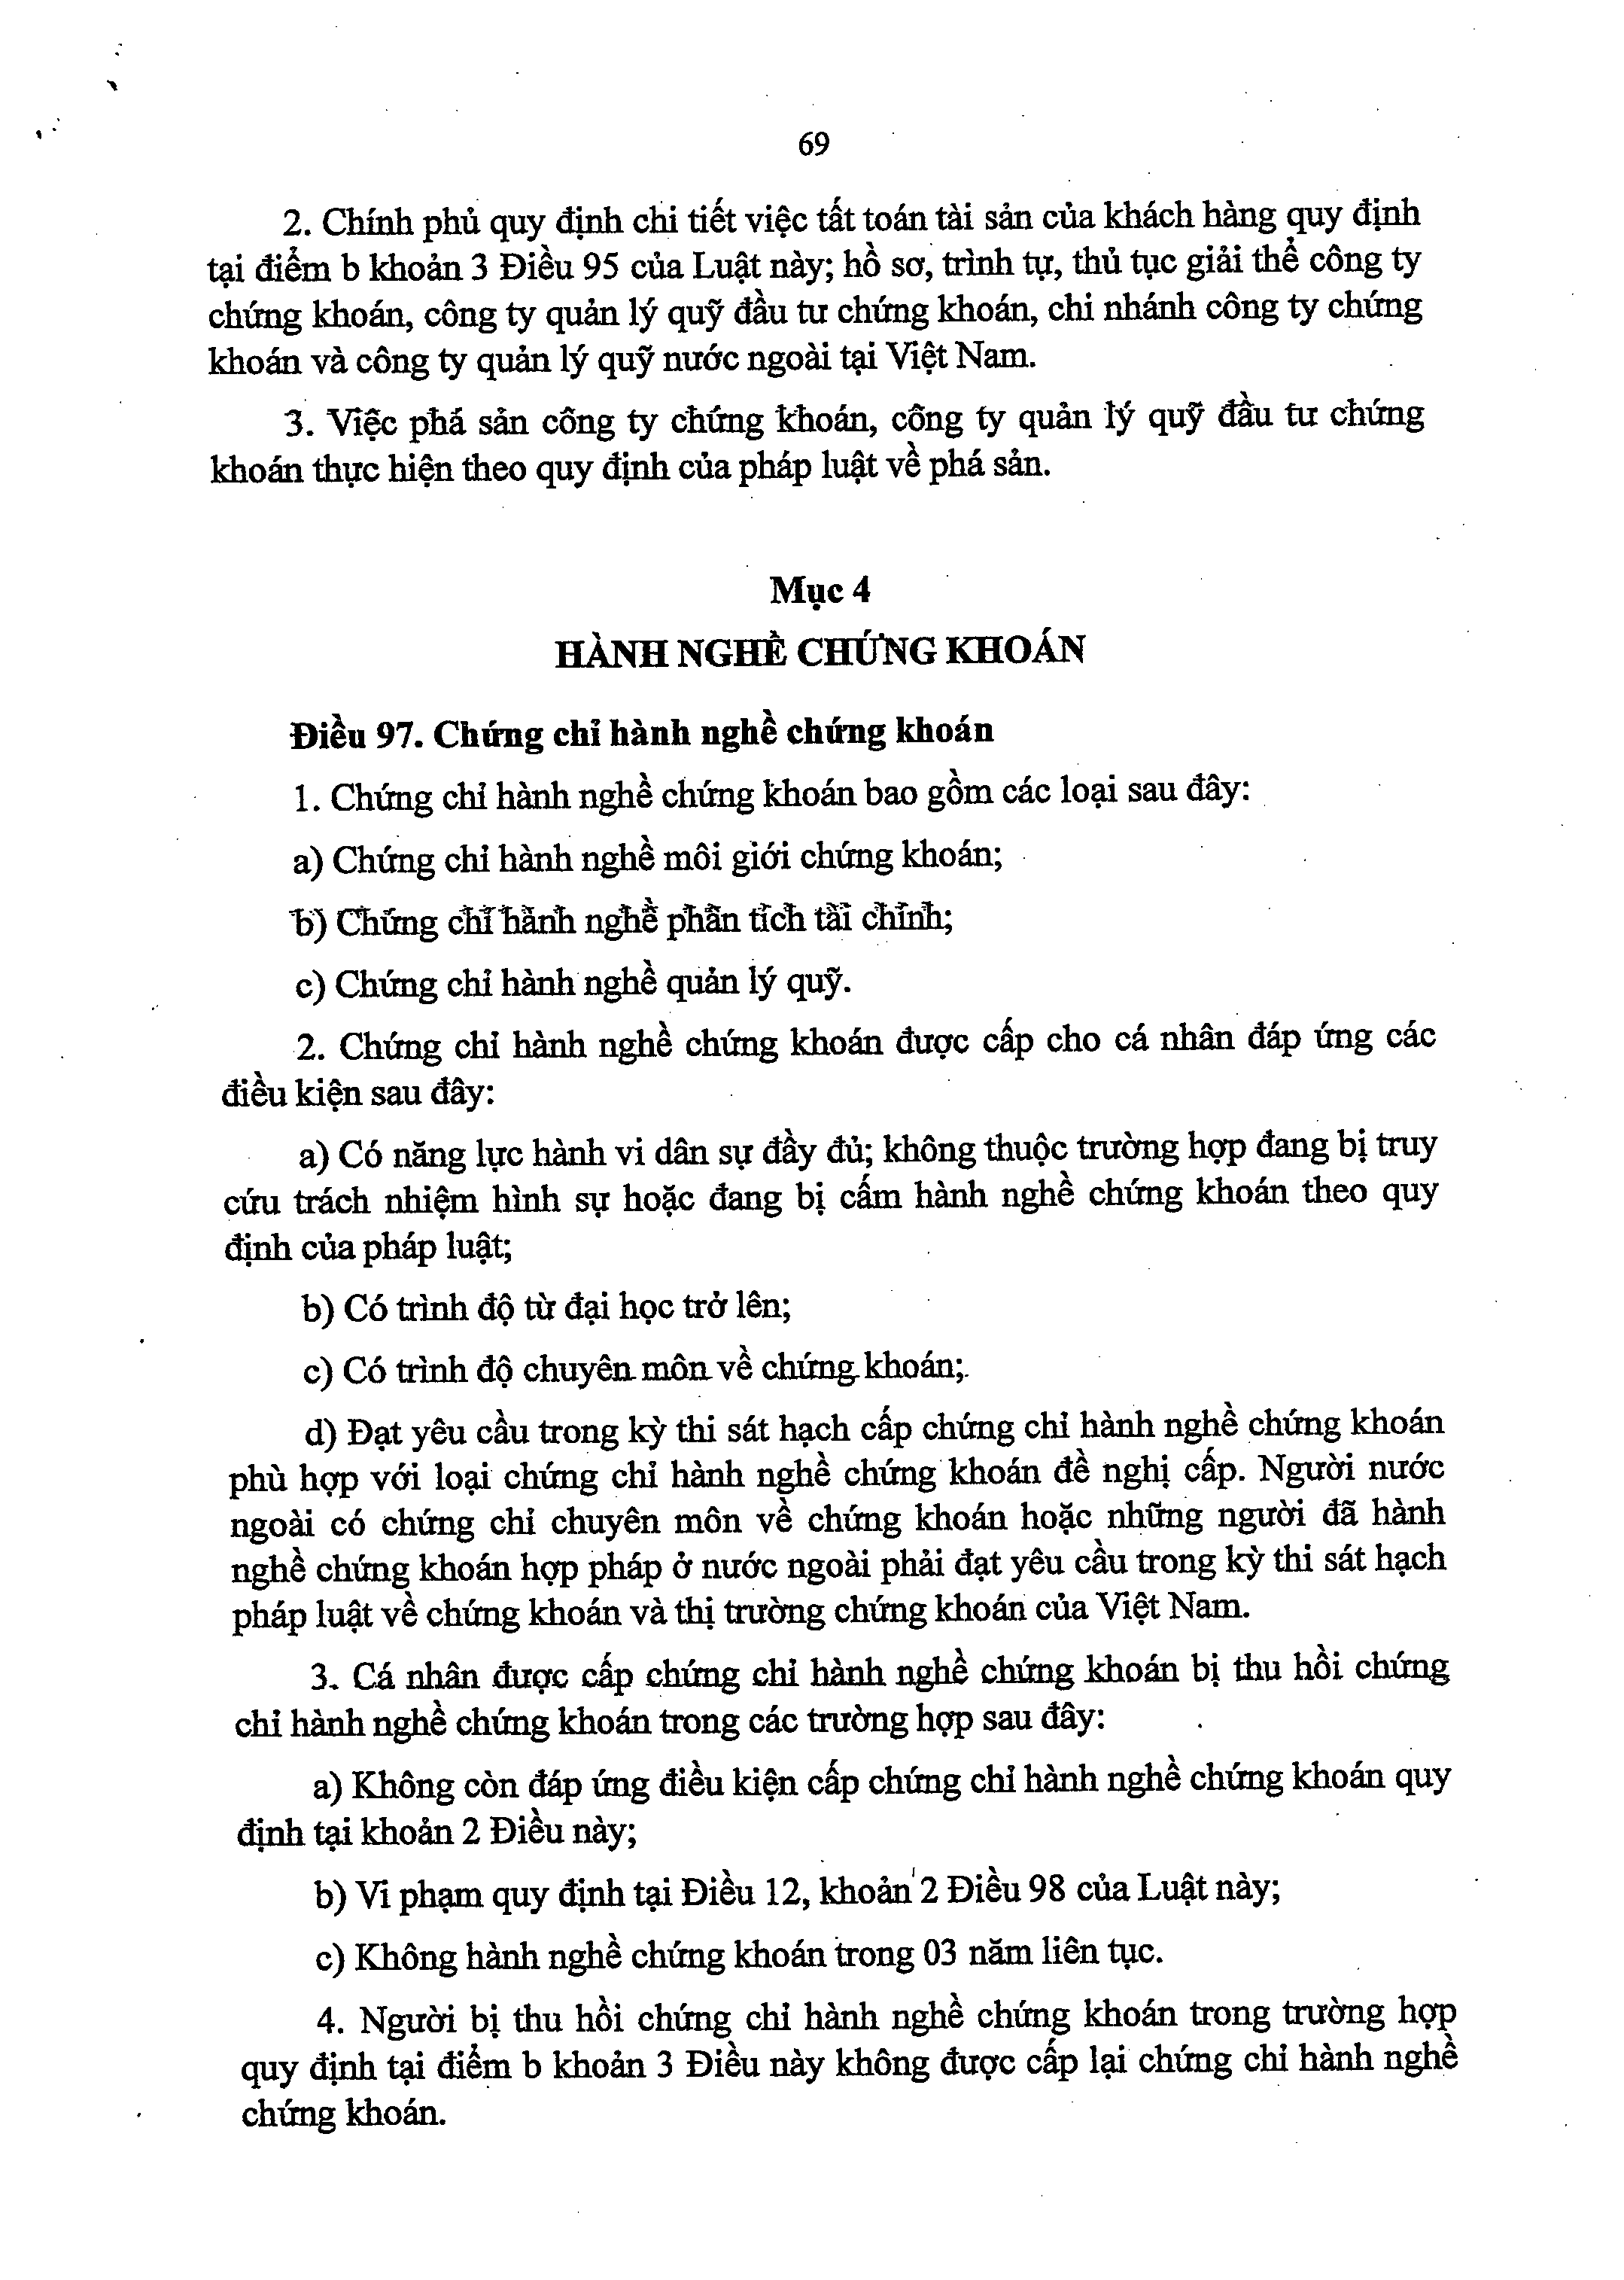 69
2. Chính phủ quy định chi tiết việc tất toán tài sản của khách hàng quy định
tại điểm b khoản 3 Điều 95 của Luật này; hồ sơ, trình tự, thủ tục giải thể công ty
chứng khoán, công ty quản lý quỹ đầu tư chứng khoán, chi nhánh công ty chứng
khoán và công ty quản lý quỹ nước ngoài tại Việt Nam.
3. Việc phá sản công ty chứng khoán, công ty quản lý quỹ đầu tư chứng
khoán thực hiện theo quy định của pháp luật về phá sản.
Mục 4
HÀNH NGHỀ CHỨNG KHOÁN
Điều 97. Chứng chỉ hành nghề chứng khoán
1. Chứng chỉ hành nghề chứng khoán bao gồm các loại sau đây:
a) Chứng chỉ hành nghề môi giới chứng khoán;
b) Chứng chỉ hành nghề phân tích tài chính;
c) Chứng chỉ hành nghề quản lý quỹ.
2. Chứng chỉ hành nghề chứng khoán được cấp cho cá nhân đáp ứng các
điều kiện sau đây:
a) Có năng lực hành vi dân sự đầy đủ; không thuộc trường hợp đang bị truy
cứu trách nhiệm hình sự hoặc đang bị cấm hành nghề chứng khoán theo quy
định của pháp luật;
b) Có trình độ từ đại học trở lên;
c) Có trình độ chuyên môn về chứng khoán;
d) Đạt yêu cầu trong kỳ thi sát hạch cấp chứng chỉ hành nghề chứng khoán
phù hợp với loại chứng chỉ hành nghề chứng khoán đề nghị cấp. Người nước
ngoài có chứng chỉ chuyên môn về chứng khoán hoặc những người đã hành
nghề chứng khoán hợp pháp ở nước ngoài phải đạt yêu cầu trong kỳ thi sát hạch
pháp luật về chứng khoán và thị trường chứng khoán của Việt Nam.
3. Cá nhân được cấp chứng chỉ hành nghề chứng khoán bị thu hồi chứng
chỉ hành nghề chứng khoán trong các trường hợp sau đây:
a) Không còn đáp ứng điều kiện cấp chứng chỉ hành nghề chứng khoán quy
định tại khoản 2 Điều này;
b) Vi phạm quy định tại Điều 12, khoản 2 Điều 98 của Luật này;
c) Không hành nghề chứng khoán trong 03 năm liên tục.
4. Người bị thu hồi chứng chỉ hành nghề chứng khoán trong trường hợp
quy định tại điểm b khoản 3 Điều này không được cấp lại chứng chỉ hành nghề
chứng khoán.